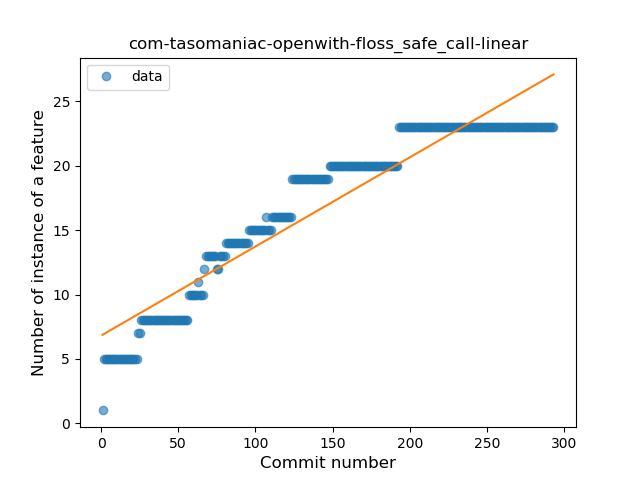 com-tasomaniac-openwith-floss_safe_call-linear
data
Number of instance of a feature
25
20
15
10
5
0
0 50 100 150 200 250 300
Commit number